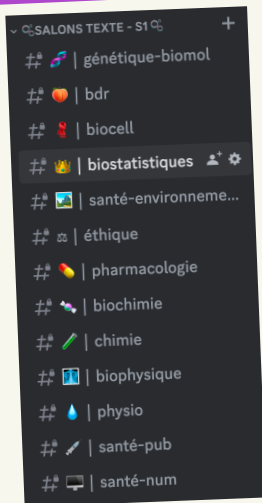 SALONS TEXTE - S1
génétique-biomol
bdr
biocell
biostatistiques
santé-environneme...
éthique
pharmacologie
biochimie
chimie
biophysique
physio
santé-pub
santé-num